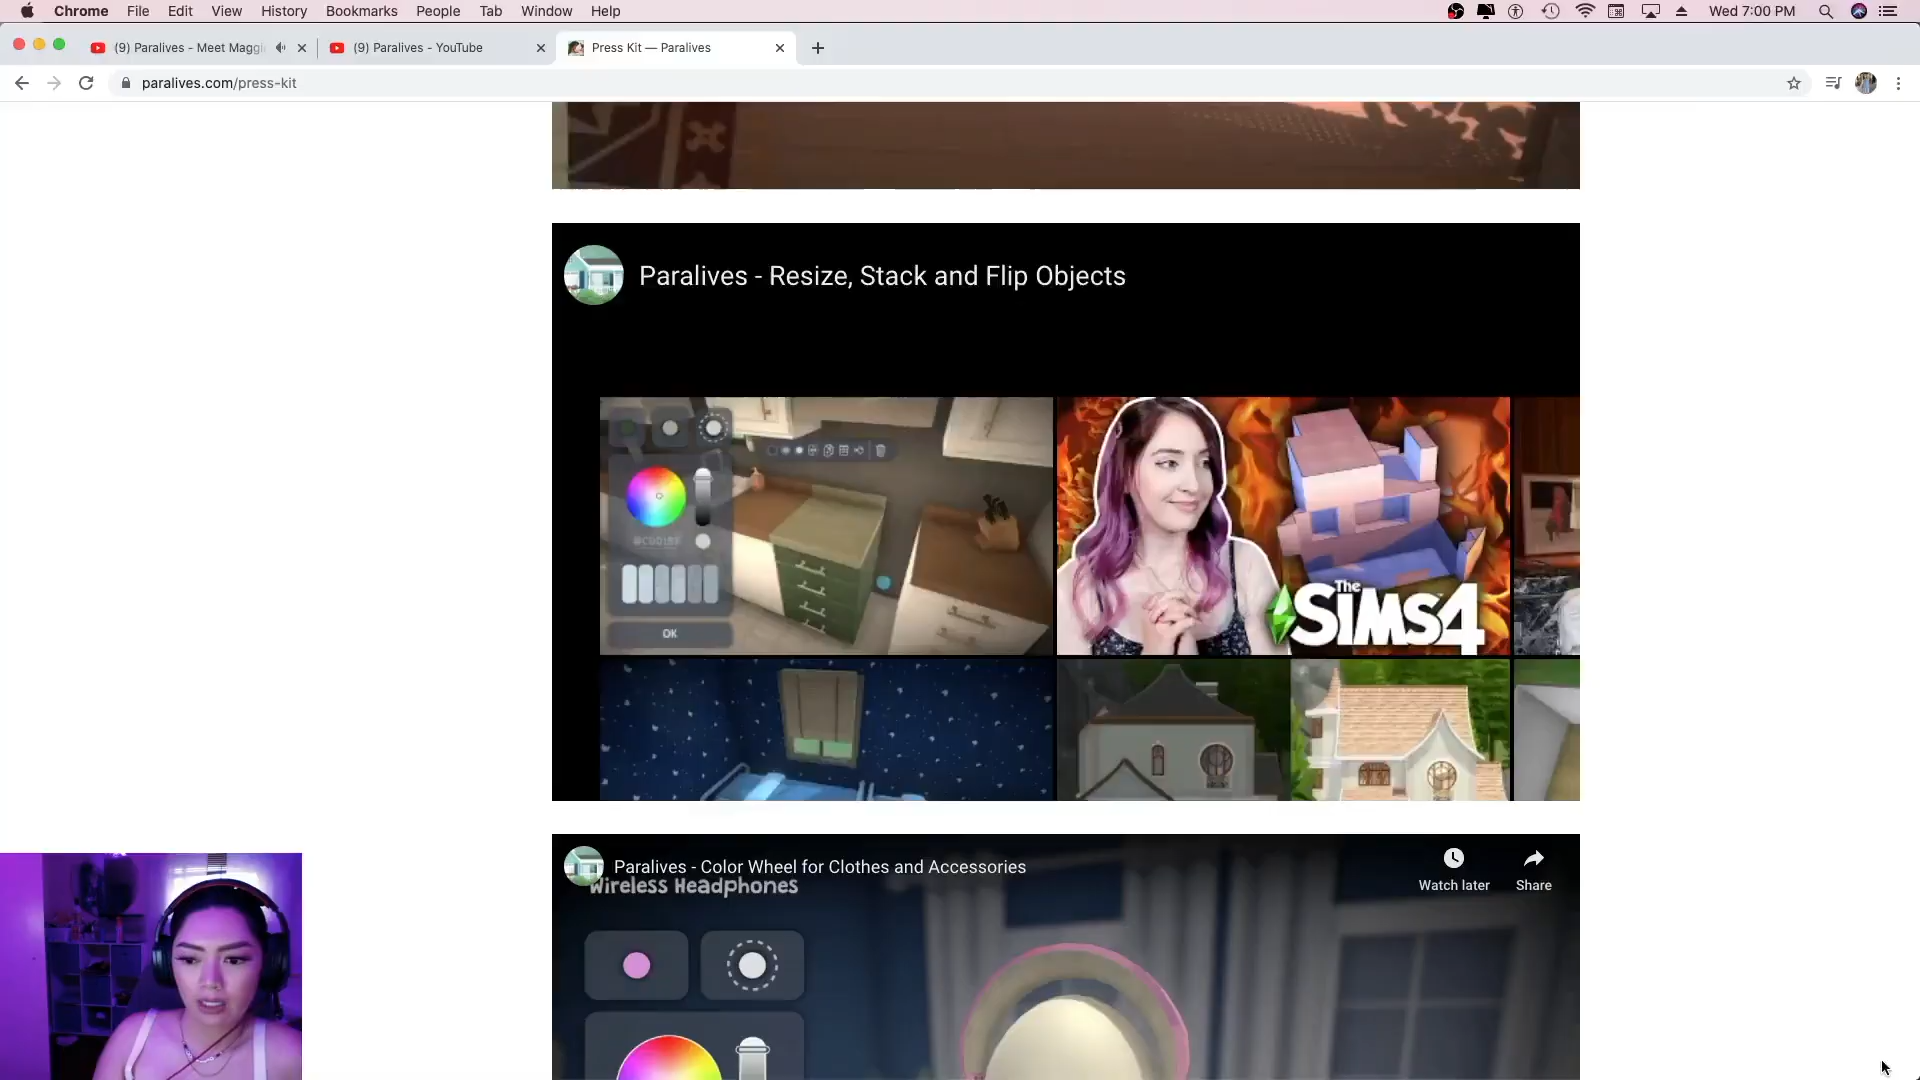 Chrome File Edit View History Bookmarks People Tab Window Help Wed 7:00 PM
(9) Paralives - Meet Maggi (9) Paralives - YouTube Press Kit — Paralives
paralives.com/press-kit
Paralives - Resize, Stack and Flip Objects
OK
The
SIMS4
Paralives - Color Wheel for Clothes and Accessories
Wireless Headphones
Watch later Share